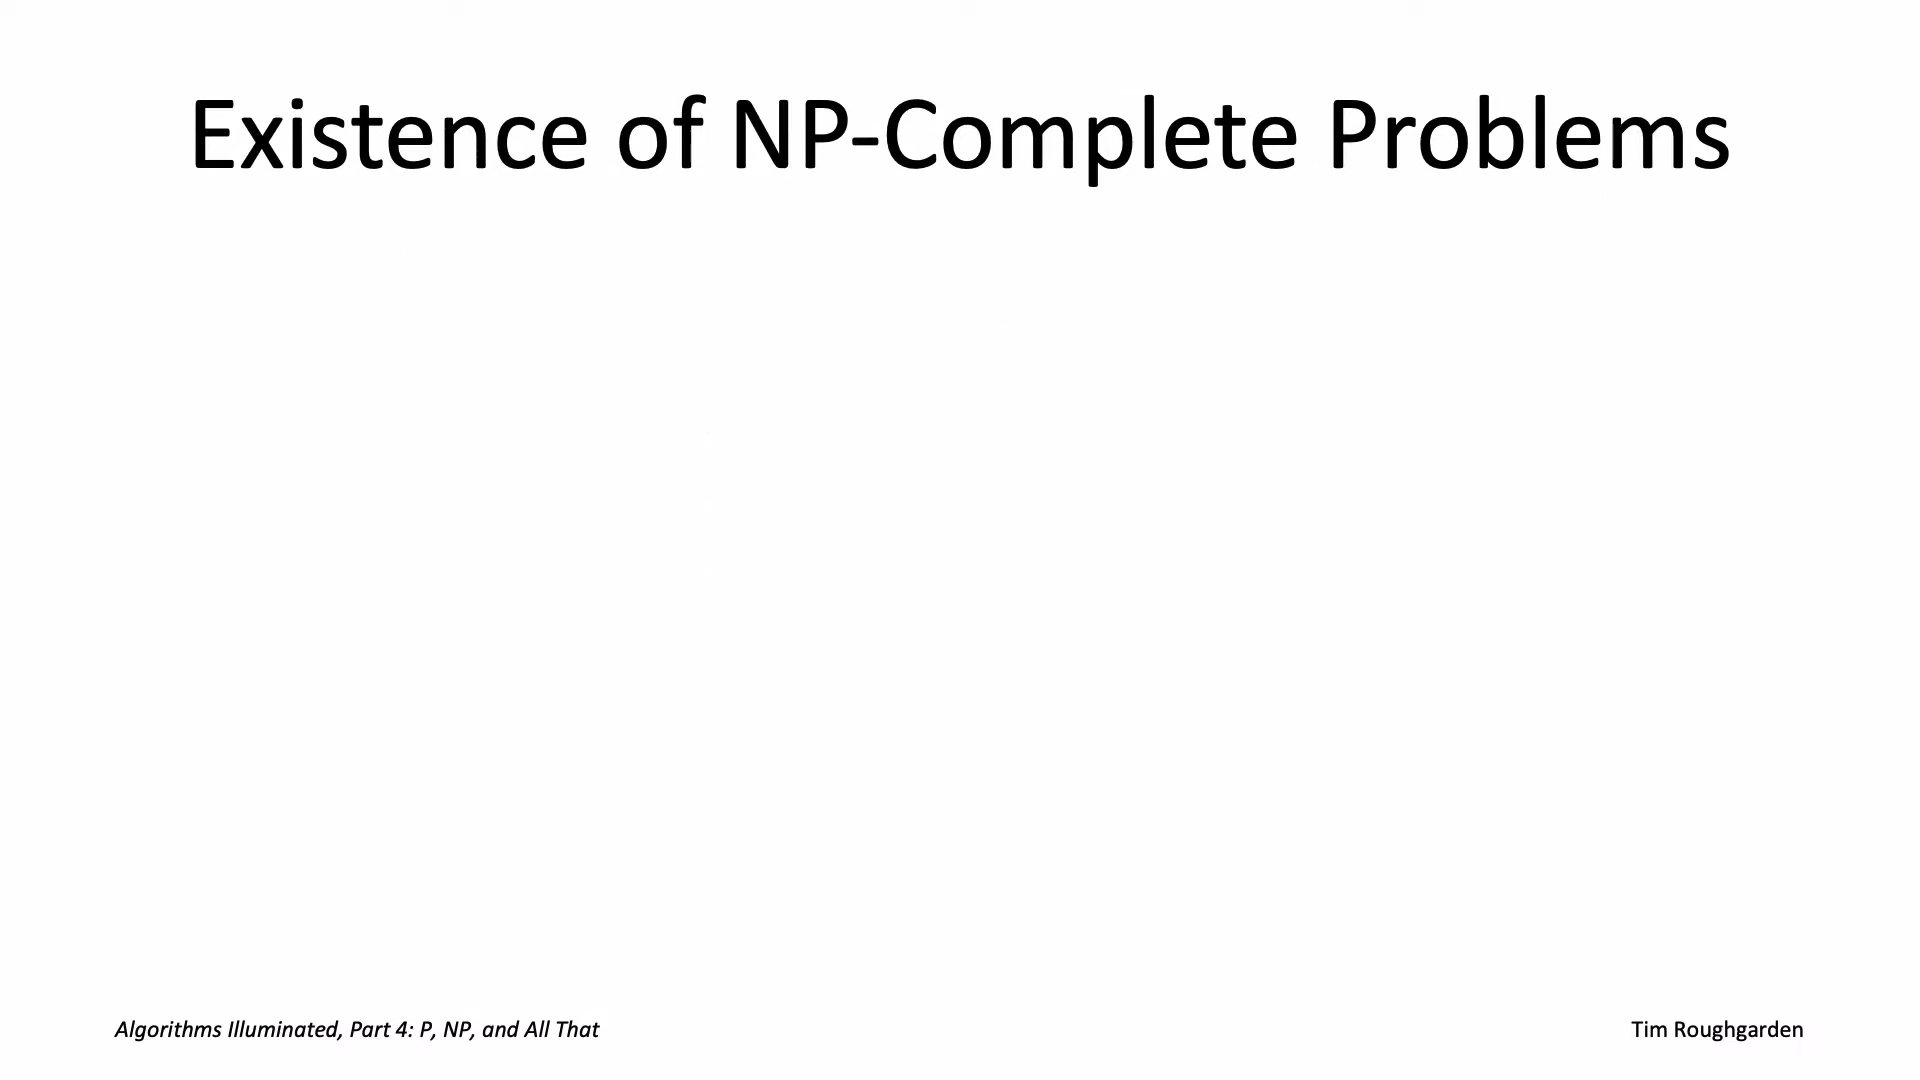 Existence of NP-Complete Problems
Algorithms Illuminated, Part 4: P, NP, and All That
Tim Roughgarden